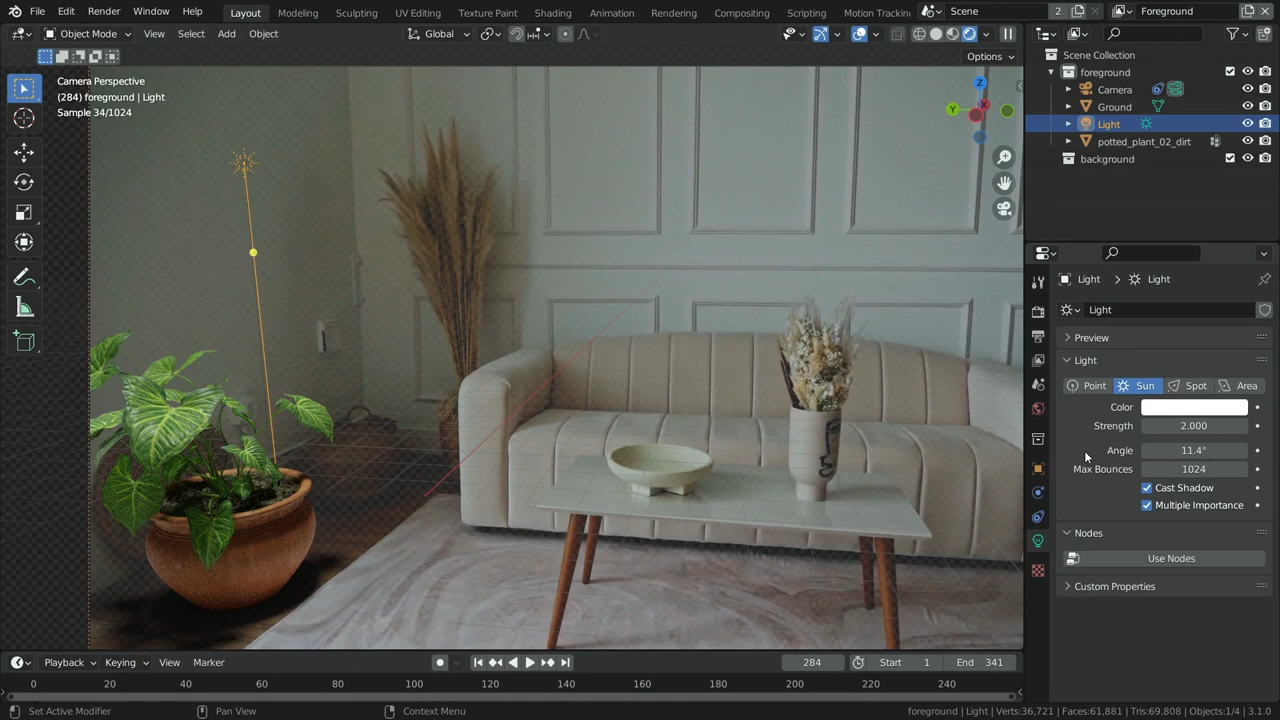 File Edit Render Window Help Layout Modeling Sculpting UV Editing Texture Paint Shading Animation Rendering Compositing Scripting Motion Trackin Scene 2 Foreground
Object Mode View Select Add Object Global
Options
Camera Perspective
(284) foreground | Light
Sample 34/1024
Z
Y
X
Scene Collection
foreground
Camera
Ground
Light
potted_plant_02_dirt
background
Light > Light
Light
Preview
Light
Point Sun Spot Area
Color
Strength 2.000
Angle 11.4°
Max Bounces 1024
Cast Shadow
Multiple Importance
Nodes
Use Nodes
Custom Properties
Playback Keying View Marker 284 Start 1 End 341
0 20 40 60 80 100 120 140 160 180 200 220 240
Set Active Modifier Pan View Context Menu foreground | Light | Verts:36,721 | Faces:61,881 | Tris:69,808 | Objects:1/4 | 3.1.0